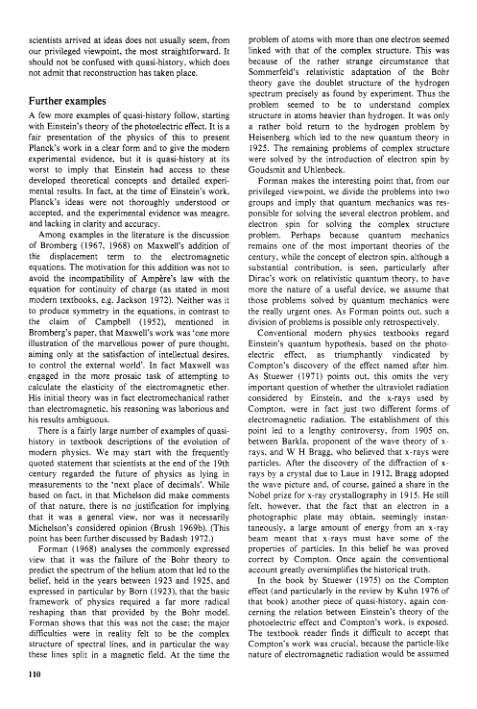 scientists arrived at ideas does not usually seem, from
our privileged viewpoint, the most straightforward. It
should not be confused with quasi-history, which does
not admit that reconstruction has taken place.
Further examples
A few more examples of quasi-history follow, starting
with Einstein's theory of the photoelectric effect. It is a
fair presentation of the physics of this to present
Planck's work in a clear form and to give the modern
experimental evidence, but it is quasi-history at its
worst to imply that Einstein had access to these
developed theoretical concepts and detailed experi-
mental results. In fact, at the time of Einstein's work,
Planck's ideas were not thoroughly understood or
accepted, and the experimental evidence was meagre,
and lacking in clarity and accuracy.
Among examples in the literature is the discussion
of Bromberg (1967, 1968) on Maxwell's addition of
the displacement term to the electromagnetic
equations. The motivation for this addition was not to
avoid the incompatibility of Ampère's law with the
equation for continuity of charge (as stated in most
modern textbooks, e.g. Jackson 1972). Neither was it
to produce symmetry in the equations, in contrast to
the claim of Campbell (1952), mentioned in
Bromberg's paper, that Maxwell's work was 'one more
illustration of the marvellous power of pure thought,
aiming only at the satisfaction of intellectual desires,
to control the external world'. In fact Maxwell was
engaged in the more prosaic task of attempting to
calculate the elasticity of the electromagnetic ether.
His initial theory was in fact electromechanical rather
than electromagnetic, his reasoning was laborious and
his results ambiguous.
There is a fairly large number of examples of quasi-
history in textbook descriptions of the evolution of
modern physics. We may start with the frequently
quoted statement that scientists at the end of the 19th
century regarded the future of physics as lying in
measurements to the 'next place of decimals'. While
based on fact, in that Michelson did make comments
of that nature, there is no justification for implying
that it was a general view, nor was it necessarily
Michelson's considered opinion (Brush 1969b). (This
point has been further discussed by Badash 1972.)
Forman (1968) analyses the commonly expressed
view that it was the failure of the Bohr theory to
predict the spectrum of the helium atom that led to the
belief, held in the years between 1923 and 1925, and
expressed in particular by Born (1923), that the basic
framework of physics required a far more radical
reshaping than that provided by the Bohr model.
Forman shows that this was not the case; the major
difficulties were in reality felt to be the complex
structure of spectral lines, and in particular the way
these lines split in a magnetic field. At the time the
problem of atoms with more than one electron seemed
linked with that of the complex structure. This was
because of the rather strange circumstance that
Sommerfeld's relativistic adaptation of the Bohr
theory gave the doublet structure of the hydrogen
spectrum precisely as found by experiment. Thus the
problem seemed to be to understand complex
structure in atoms heavier than hydrogen. It was only
a rather bold return to the hydrogen problem by
Heisenberg which led to the new quantum theory in
1925. The remaining problems of complex structure
were solved by the introduction of electron spin by
Goudsmit and Uhlenbeck.
Forman makes the interesting point that, from our
privileged viewpoint, we divide the problems into two
groups and imply that quantum mechanics was res-
ponsible for solving the several electron problem, and
electron spin for solving the complex structure
problem. Perhaps because quantum mechanics
remains one of the most important theories of the
century, while the concept of electron spin, although a
substantial contribution, is seen, particularly after
Dirac's work on relativistic quantum theory, to have
more the nature of a useful device, we assume that
those problems solved by quantum mechanics were
the really urgent ones. As Forman points out, such a
division of problems is possible only retrospectively.
Conventional modern physics textbooks regard
Einstein's quantum hypothesis, based on the photo-
electric effect, as triumphantly vindicated by
Compton's discovery of the effect named after him.
As Stuewer (1971) points out, this omits the very
important question of whether the ultraviolet radiation
considered by Einstein, and the x-rays used by
Compton, were in fact just two different forms of
electromagnetic radiation. The establishment of this
point led to a lengthy controversy, from 1905 on,
between Barkla, proponent of the wave theory of x-
rays, and W H Bragg, who believed that x-rays were
particles. After the discovery of the diffraction of x-
rays by a crystal due to Laue in 1912, Bragg adopted
the wave picture and, of course, gained a share in the
Nobel prize for x-ray crystallography in 1915. He still
felt, however, that the fact that an electron in a
photographic plate may obtain, seemingly instan-
taneously, a large amount of energy from an x-ray
beam meant that x-rays must have some of the
properties of particles. In this belief he was proved
correct by Compton. Once again the conventional
account greatly oversimplifies the historical truth.
In the book by Stuewer (1975) on the Compton
effect (and particularly in the review by Kuhn 1976 of
that book) another piece of quasi-history, again con-
cerning the relation between Einstein's theory of the
photoelectric effect and Compton's work, is exposed.
The textbook reader finds it difficult to accept that
Compton's work was crucial, because the particle-like
nature of electromagnetic radiation would be assumed
110